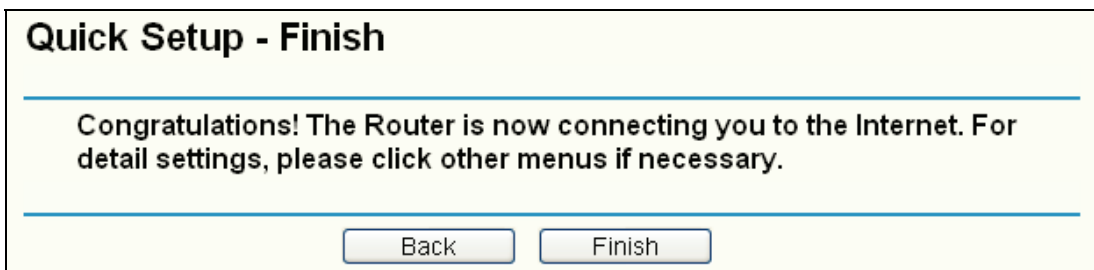 Quick Setup - Finish
Congratulations! The Router is now connecting you to the Internet. For
detail settings, please click other menus if necessary.
Back Finish